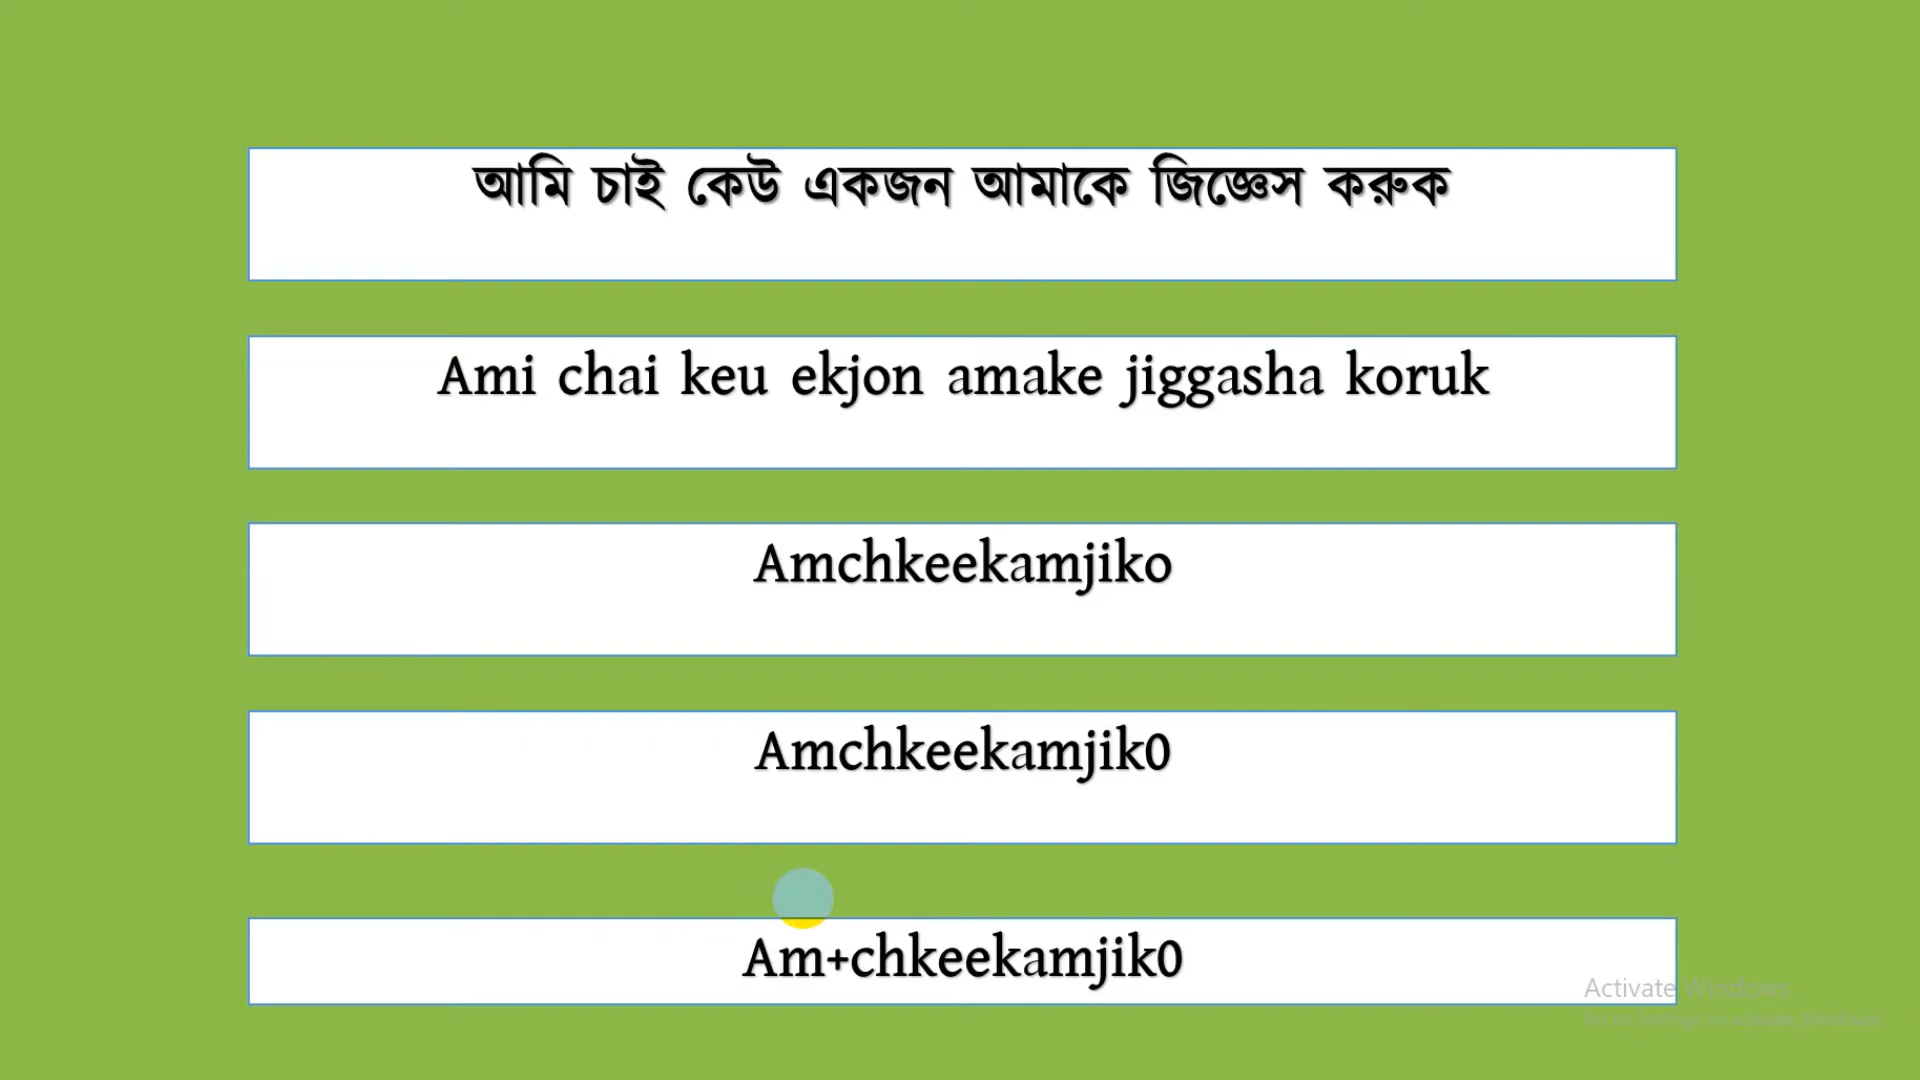 আমি চাই কেউ একজন আমাকে জিজ্ঞেস করুক
Ami chai keu ekjon amake jiggasha koruk
Amchkeekamjiko
Amchkeekamjik0
Am+chkeekamjik0
Activate Windows